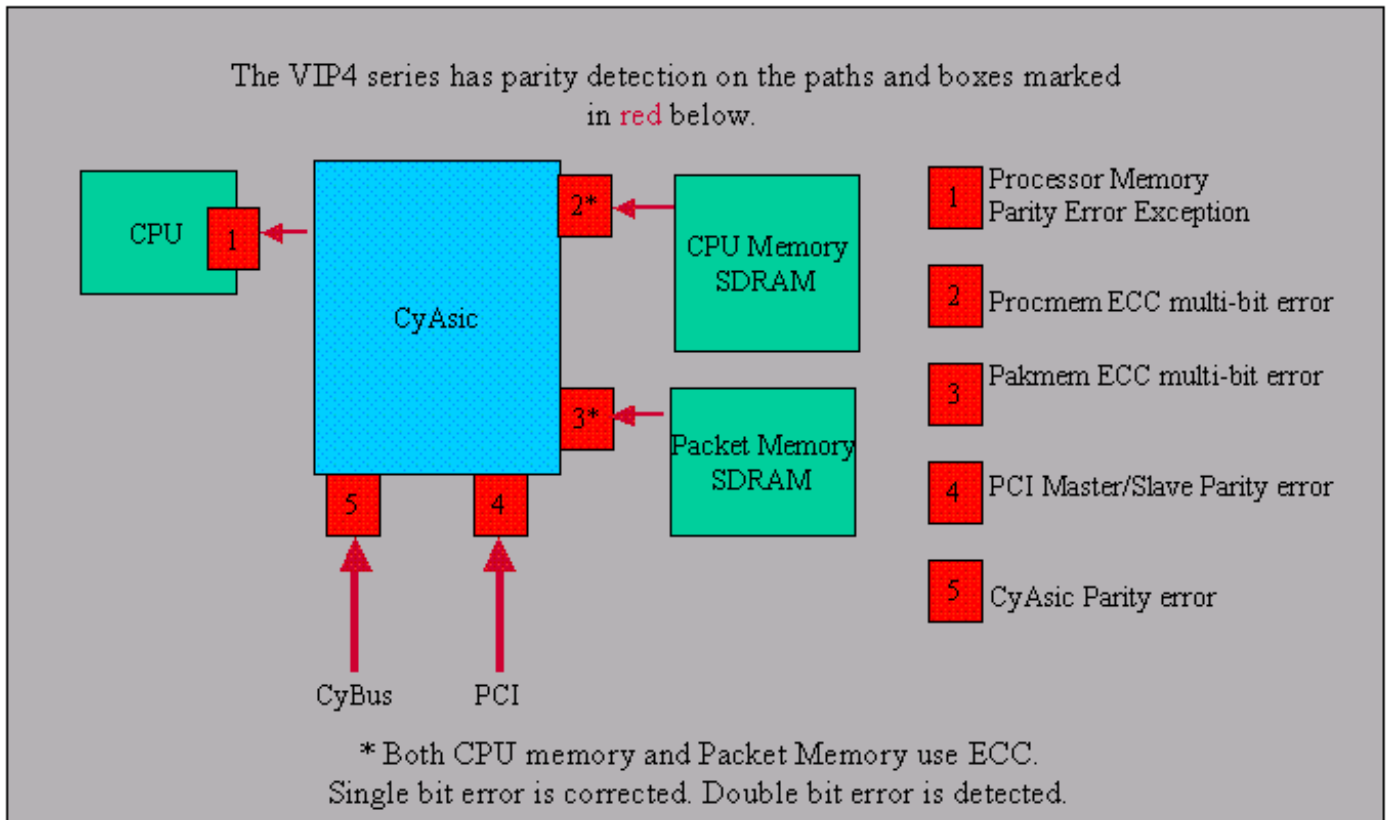 The VIP4 series has parity detection on the paths and boxes marked
in red below.
CPU
1
CyAsic
2*
CPU Memory
SDRAM
3*
Packet Memory
SDRAM
5
4
CyBus
PCI
1
Processor Memory
Parity Error Exception
2
Procmem ECC multi-bit error
3
Pakmem ECC multi-bit error
4
PCI Master/Slave Parity error
5
CyAsic Parity error
* Both CPU memory and Packet Memory use ECC.
Single bit error is corrected. Double bit error is detected.